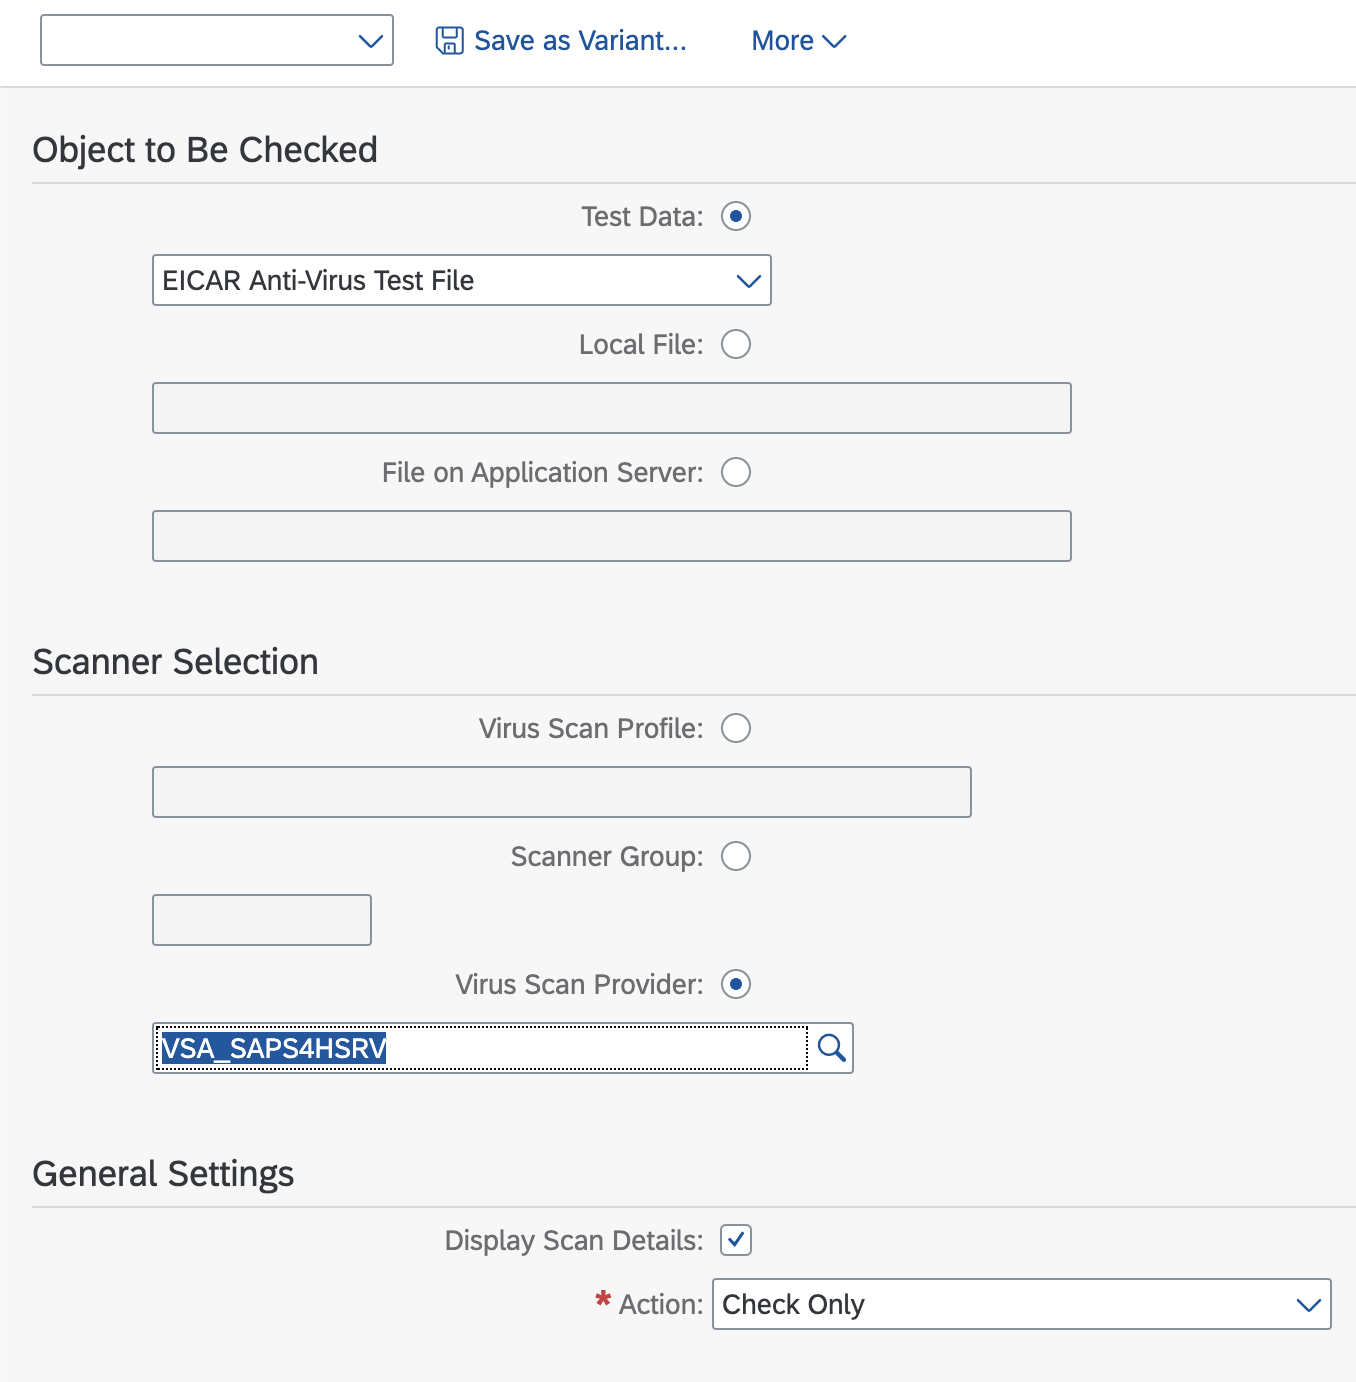 Save as Variant... More
Object to Be Checked
Test Data:
EICAR Anti-Virus Test File
Local File:
File on Application Server:
Scanner Selection
Virus Scan Profile:
Scanner Group:
Virus Scan Provider:
VSA_SAPS4HSRV
General Settings
Display Scan Details:
* Action: Check Only